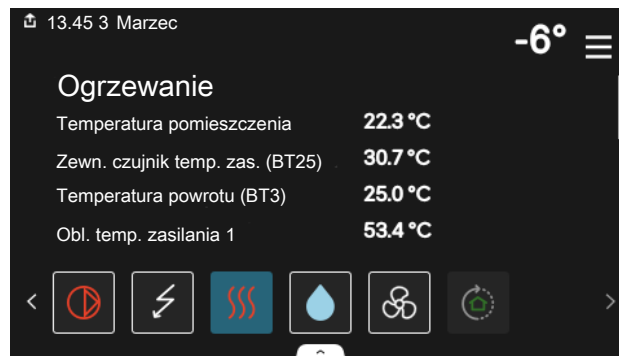 13.45 3 Marzec
-6°
Ogrzewanie
Temperatura pomieszczenia 22.3 °C
Zewn. czujnik temp. zas. (BT25) 30.7 °C
Temperatura powrotu (BT3) 25.0 °C
Obl. temp. zasilania 1 53.4 °C